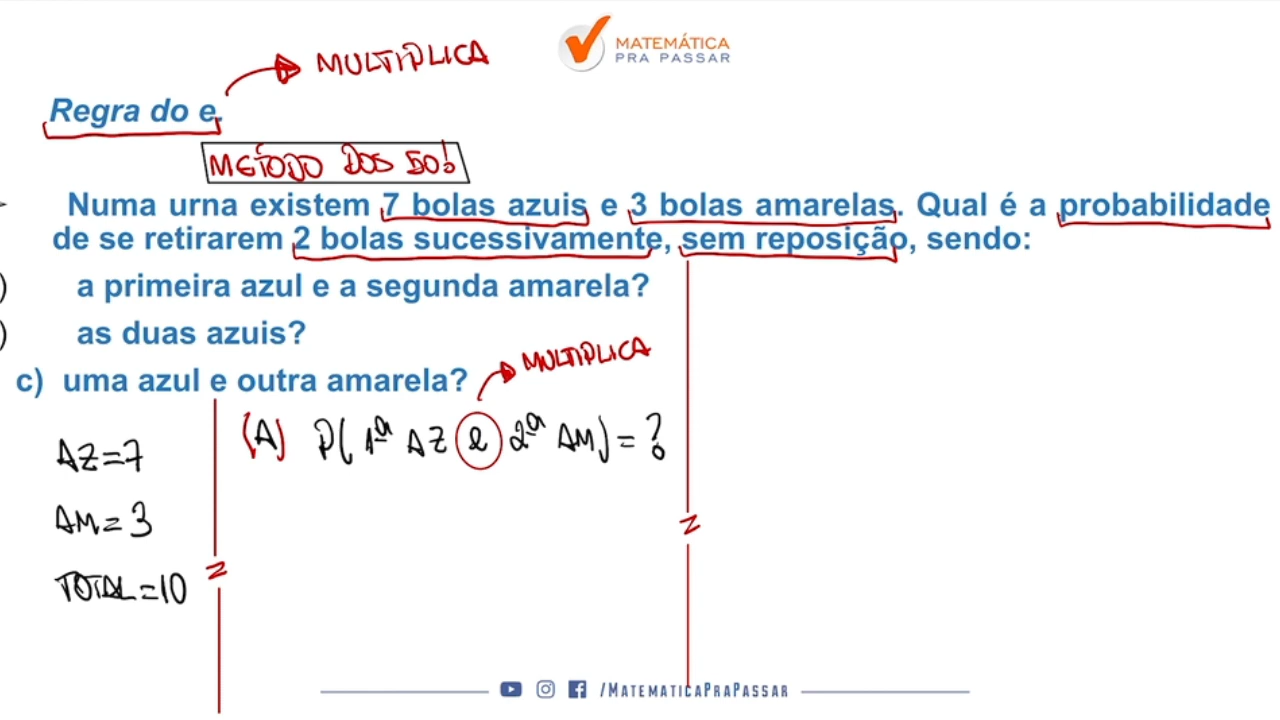 MATEMÁTICA
PRA PASSAR
MULTIPLICA
Regra do e.
MÉTODO DOS 50!
Numa urna existem 7 bolas azuis e 3 bolas amarelas. Qual é a probabilidade
de se retirarem 2 bolas sucessivamente, sem reposição, sendo:
) a primeira azul e a segunda amarela?
) as duas azuis?
MULTIPLICA
c) uma azul e outra amarela?
(A) P(1ª AZ e 2ª AM) = ?
AZ=7
AM=3
TOTAL=10
/MATEMATICAPRAPASSAR